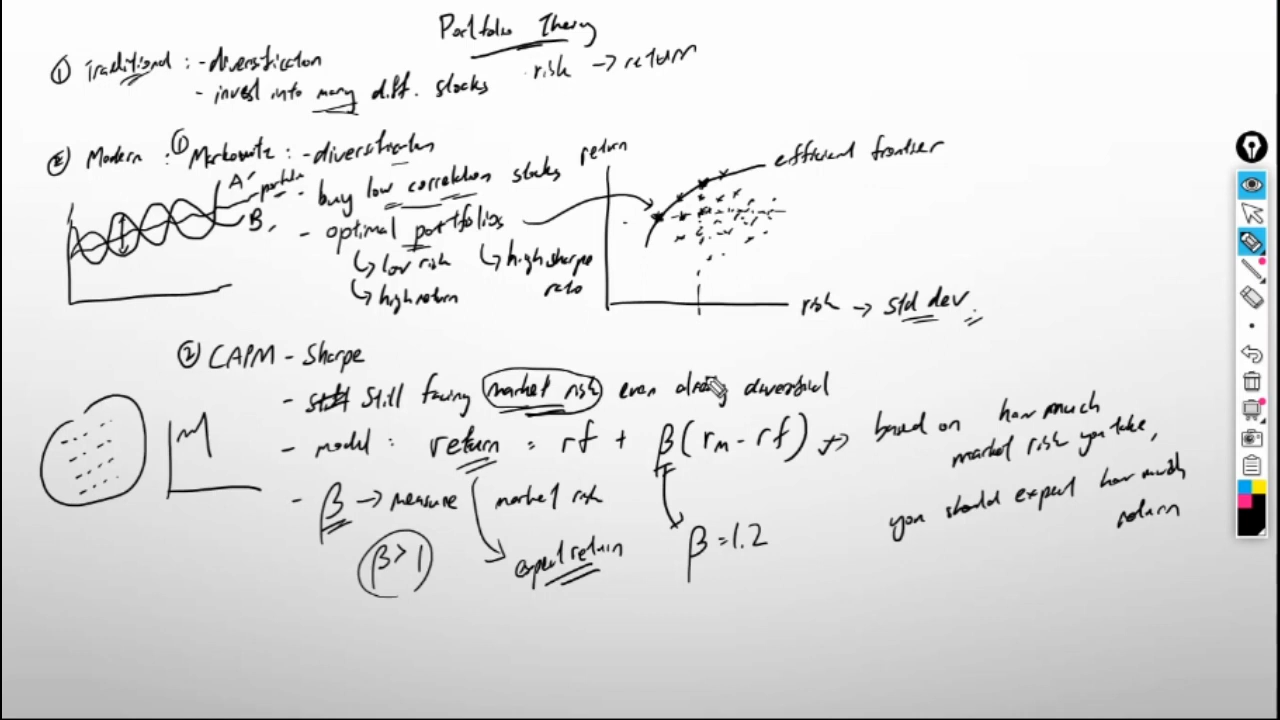 Portfolio Theory
① Traditional : - diversification
- invest into many diff. stocks
risk → return
② Modern : ① Markowitz : - diversification
- buy low correlation stocks
- optimal portfolios
↳ low risk
↳ high return
↳ high sharpe
ratio
A
portfolio
B
return
efficient frontier
risk → std dev.
② CAPM - Sharpe
- still facing market risk even already diversified
- model : return = rf + β(rm - rf)
based on how much
market risk you take,
you should expect how much
return
- β → measure market risk
β > 1
expect return
β = 1.2